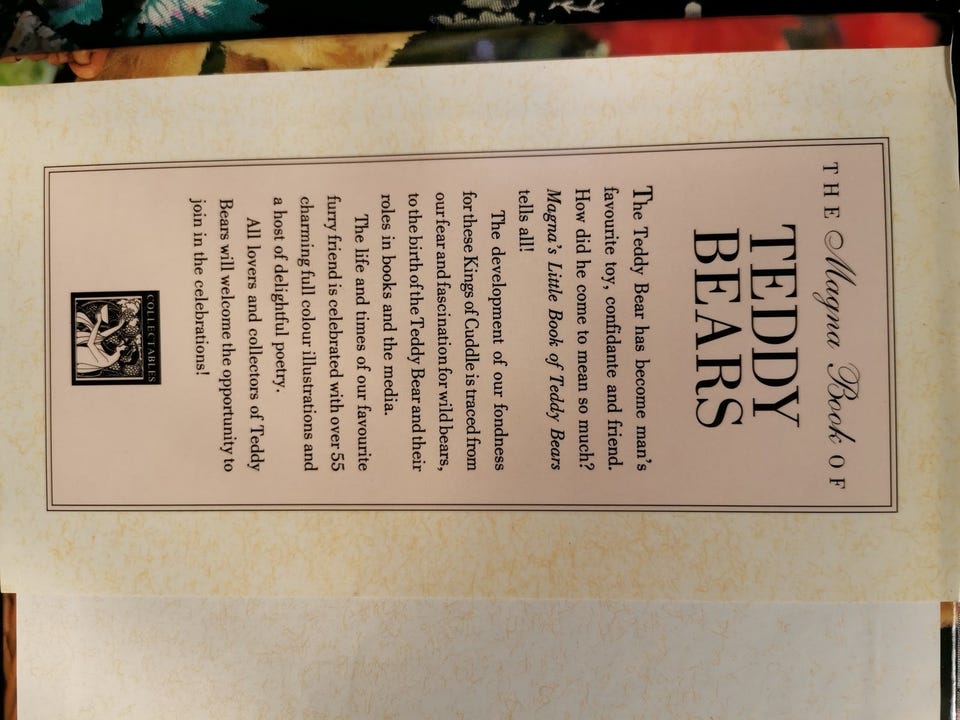 THE Magna Book OF
TEDDY
BEARS
The Teddy Bear has become man's
favourite toy, confidante and friend.
How did he come to mean so much?
Magna's Little Book of Teddy Bears
tells all!
The development of our fondness
for these Kings of Cuddle is traced from
our fear and fascination for wild bears,
to the birth of the Teddy Bear and their
roles in books and the media.
The life and times of our favourite
furry friend is celebrated with over 55
charming full colour illustrations and
a host of delightful poetry.
All lovers and collectors of Teddy
Bears will welcome the opportunity to
join in the celebrations!
COLLECTABLES